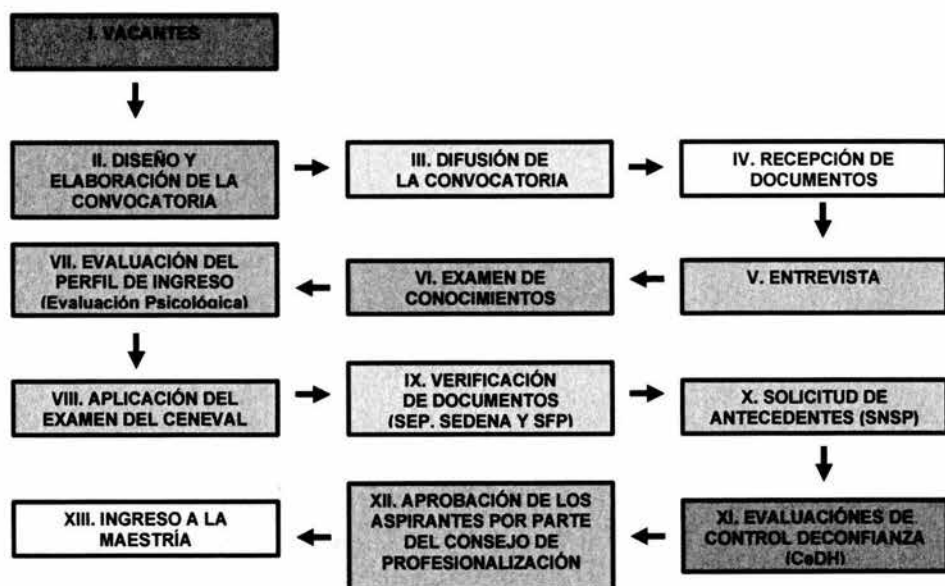 I. VACANTES
II. DISEÑO Y
ELABORACIÓN DE LA
CONVOCATORIA
III. DIFUSIÓN DE
LA CONVOCATORIA
IV. RECEPCIÓN DE
DOCUMENTOS
V. ENTREVISTA
VI. EXAMEN DE
CONOCIMIENTOS
VII. EVALUACIÓN DEL
PERFIL DE INGRESO
(Evaluación Psicológica)
VIII. APLICACIÓN DEL
EXAMEN DEL CENEVAL
IX. VERIFICACIÓN
DE DOCUMENTOS
(SEP. SEDENA Y SFP)
X. SOLICITUD DE
ANTECEDENTES (SNSP)
XI. EVALUACIÓNES DE
CONTROL DECONFIANZA
(CeDH)
XII. APROBACIÓN DE LOS
ASPIRANTES POR PARTE
DEL CONSEJO DE
PROFESIONALIZACIÓN
XIII. INGRESO A LA
MAESTRÍA